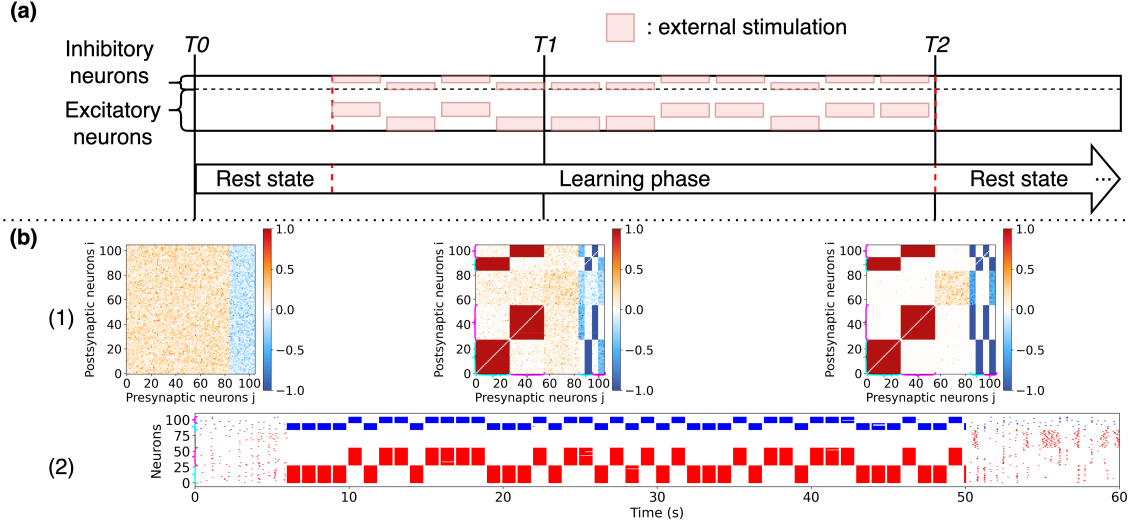 (a)
: external stimulation
T0
T1
T2
Inhibitory
neurons
Excitatory
neurons
Rest state
Learning phase
Rest state
...
(b)
(1)
Postsynaptic neurons i
100
80
60
40
20
0
0 20 40 60 80 100
Presynaptic neurons j
1.0
0.5
0.0
−0.5
−1.0
Postsynaptic neurons i
100
80
60
40
20
0
0 20 40 60 80 100
Presynaptic neurons j
1.0
0.5
0.0
−0.5
−1.0
Postsynaptic neurons i
100
80
60
40
20
0
0 20 40 60 80 100
Presynaptic neurons j
1.0
0.5
0.0
−0.5
−1.0
(2)
Neurons
100
75
50
25
0
0 10 20 30 40 50 60
Time (s)